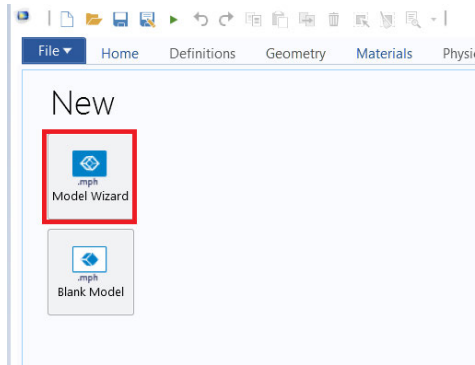 File Home Definitions Geometry Materials Physi
New
.mph
Model Wizard
.mph
Blank Model